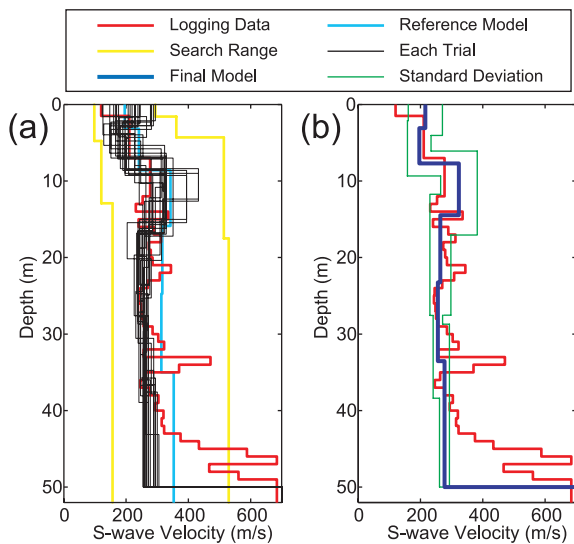 Logging Data
Reference Model
Search Range
Each Trial
Final Model
Standard Deviation
(a)
0
10
20
30
40
50
Depth (m)
0
200
400
600
S-wave Velocity (m/s)
(b)
0
10
20
30
40
50
Depth (m)
0
200
400
600
S-wave Velocity (m/s)